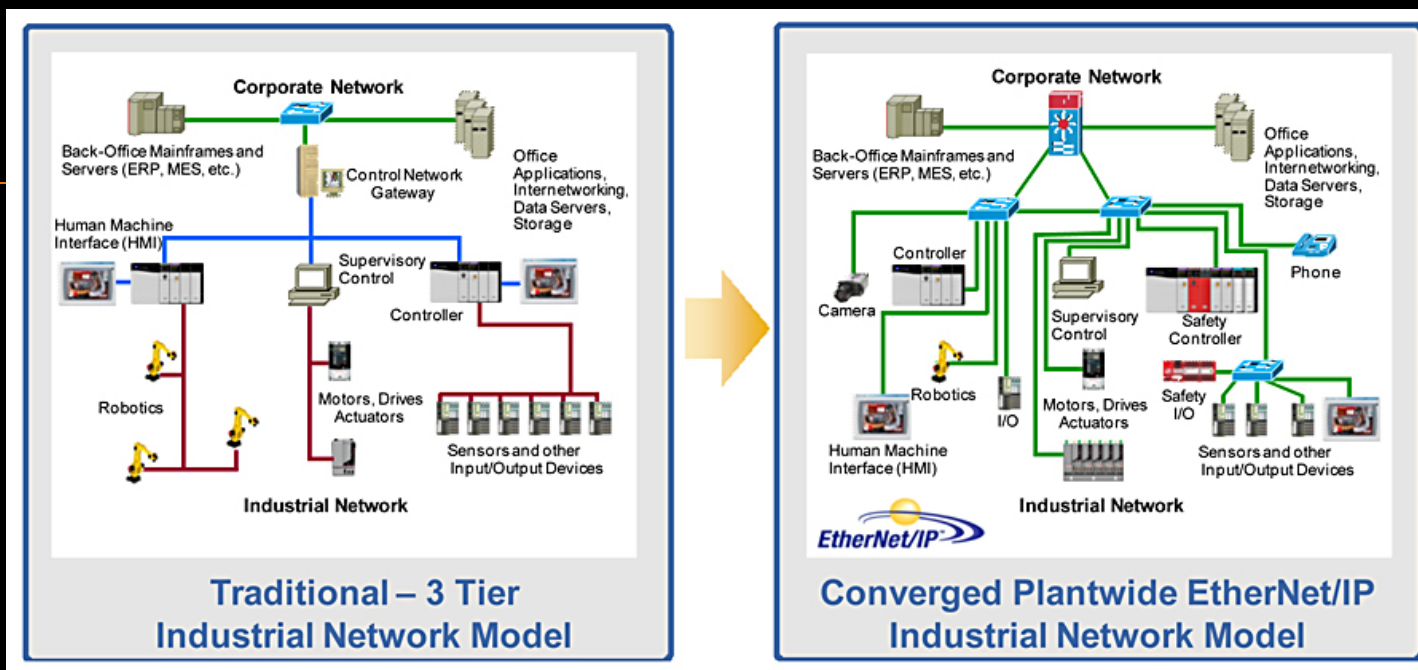 Corporate Network
Back-Office Mainframes and
Servers (ERP, MES, etc.)
Control Network
Gateway
Office
Applications,
Internetworking,
Data Servers,
Storage
Human Machine
Interface (HMI)
Supervisory
Control
Controller
Robotics
Motors, Drives
Actuators
Sensors and other
Input/Output Devices
Industrial Network
Traditional – 3 Tier
Industrial Network Model
Corporate Network
Back-Office Mainframes and
Servers (ERP, MES, etc.)
Office
Applications,
Internetworking,
Data Servers,
Storage
Controller
Camera
Phone
Supervisory
Control
Safety
Controller
Robotics
I/O
Motors, Drives
Actuators
Safety
I/O
Human Machine
Interface (HMI)
Sensors and other
Input/Output Devices
Industrial Network
EtherNet/IP
Converged Plantwide EtherNet/IP
Industrial Network Model